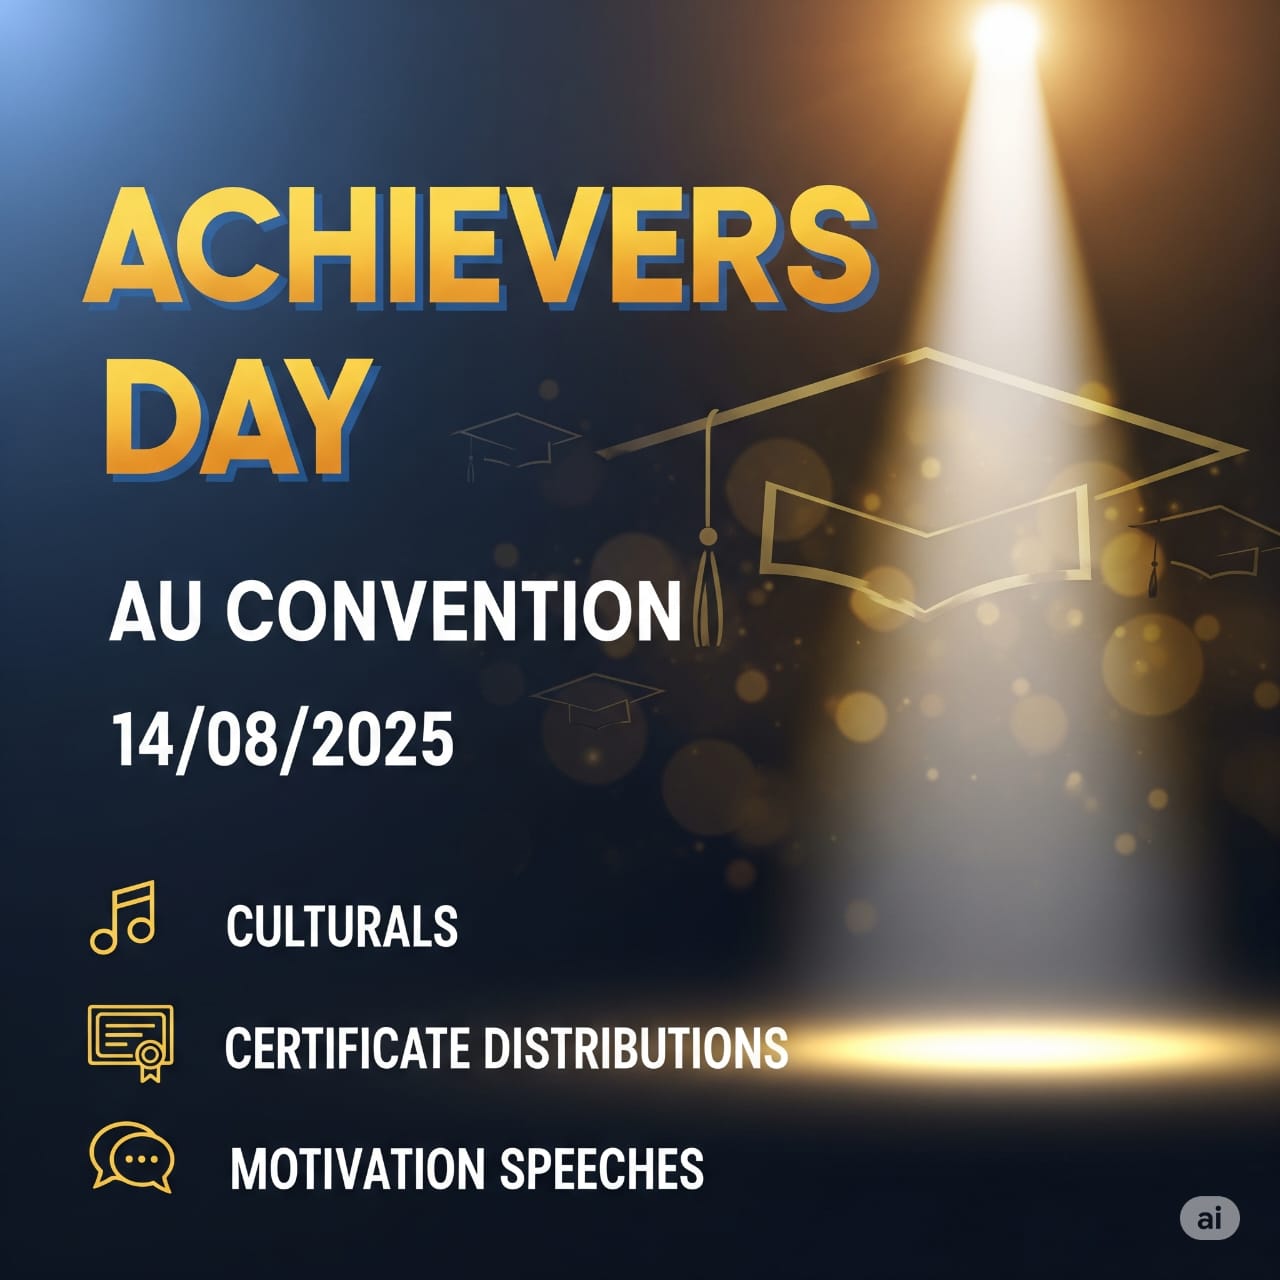 ACHIEVERS
DAY
AU CONVENTION
14/08/2025
CULTURALS
CERTIFICATE DISTRIBUTIONS
MOTIVATION SPEECHES
ai